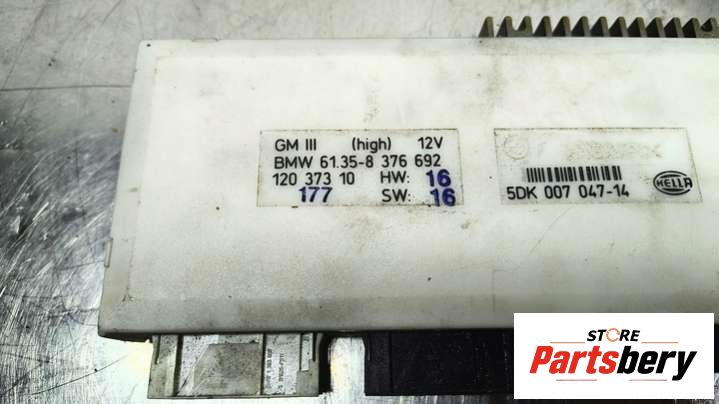 GM III (high) 12V
BMW 61.35-8 376 692
120 373 10 HW: 16
177 SW: 16
5DK 007 047-14
HELLA
STORE
Partsbery